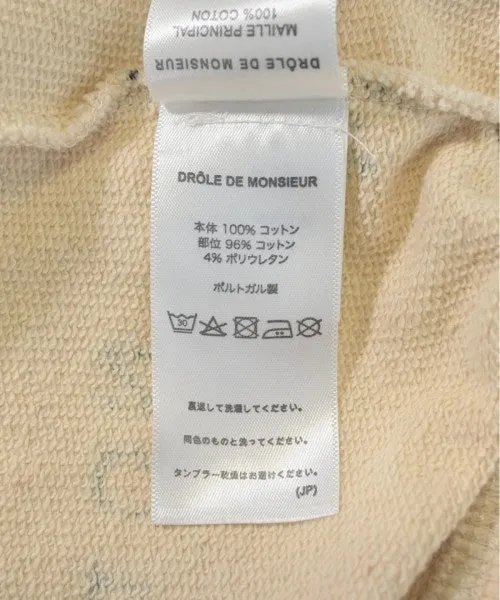 100% COTON
MAILLE PRINCIPAL
DRÔLE DE MONSIEUR
DRÔLE DE MONSIEUR
本体 100% コットン
部位 96% コットン
4% ポリウレタン
ポルトガル製
30
裏返して洗濯してください。
同色のものと洗ってください。
タンブラー乾燥はお避けください。
(JP)